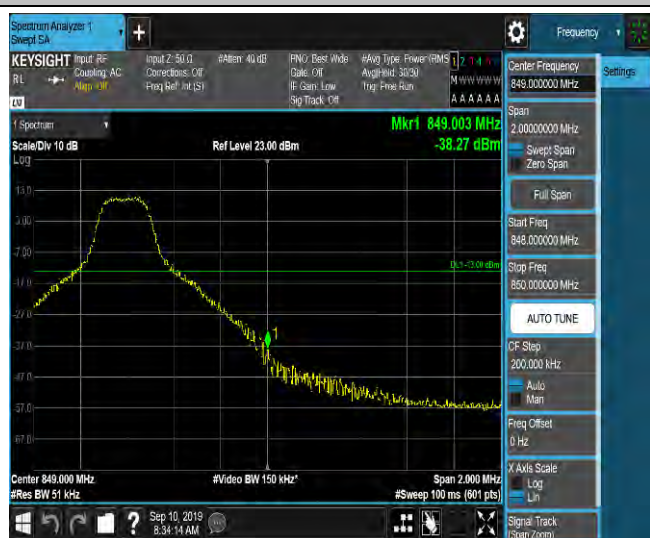 Spectrum Analyzer 1
Swept SA
Frequency
KEYSIGHT
RL
Input: RF
Coupling: AC
Align: Off
Input Z: 50 Ω
Corrections: Off
Freq Ref: Int (S)
#Atten: 40 dB
PNO: Best Wide
Gate: Off
IF Gain: Low
Sig Track: Off
#Avg Type: Power (RMS
Avg|Hold: 30/30
Trig: Free Run
1 2 3 4 5 6
M W W W W W
A A A A A A
1 Spectrum
Scale/Div 10 dB
Log
Ref Level 23.00 dBm
Mkr1 849.003 MHz
-38.27 dBm
13.0
3.00
-7.00
DL1 -13.00 dBm
-17.0
-27.0
1
-37.0
-47.0
-57.0
-67.0
Center 849.000 MHz
#Res BW 51 kHz
#Video BW 150 kHz*
Span 2.000 MHz
#Sweep 100 ms (601 pts)
Sep 10, 2019
8:34:14 AM
Center Frequency
849.000000 MHz
Settings
Span
2.00000000 MHz
Swept Span
Zero Span
Full Span
Start Freq
848.000000 MHz
Stop Freq
850.000000 MHz
AUTO TUNE
CF Step
200.000 kHz
Auto
Man
Freq Offset
0 Hz
X Axis Scale
Log
Lin
Signal Track
(Span Zoom)